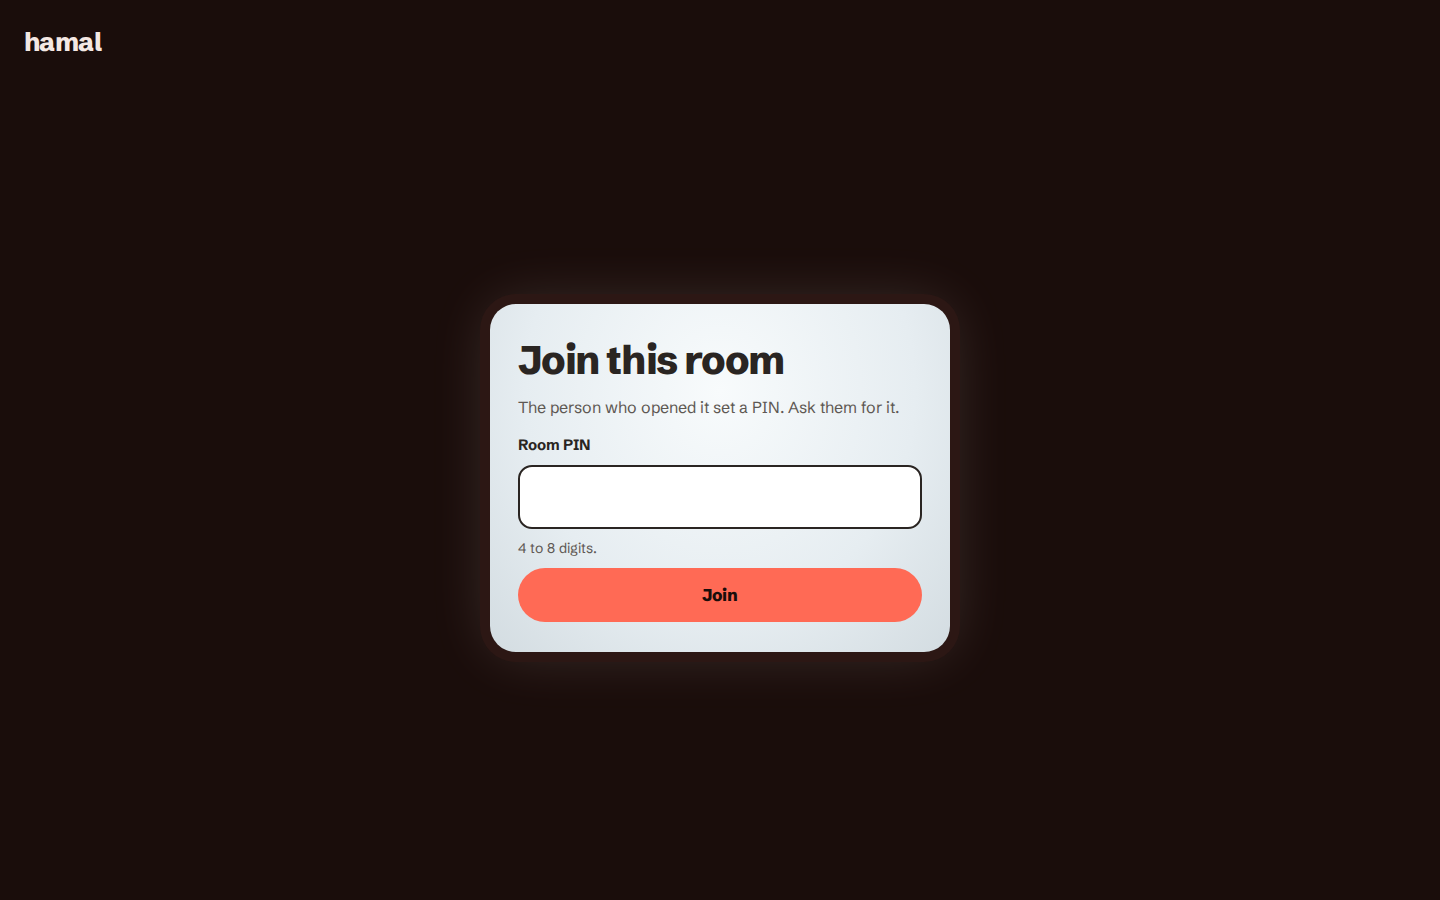 hamal
Join this room
The person who opened it set a PIN. Ask them for it.
Room PIN
4 to 8 digits.
Join